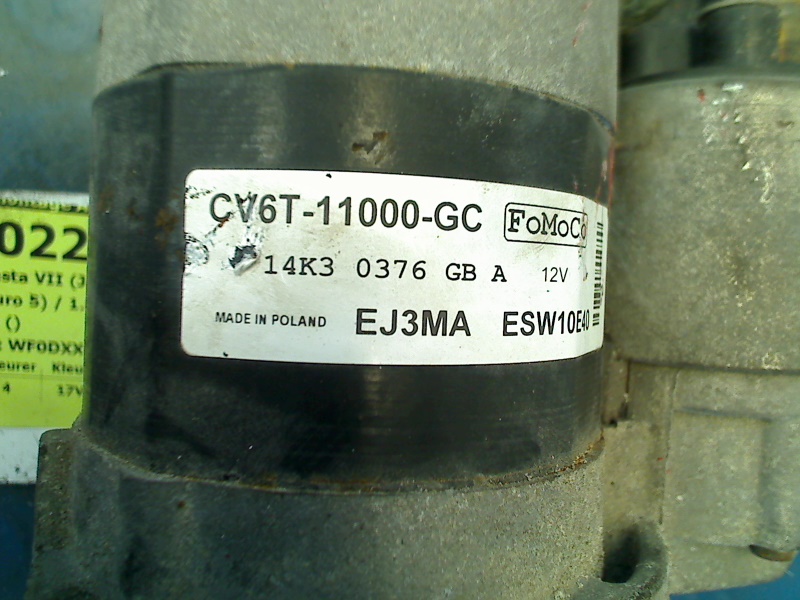 CV6T-11000-GC FoMoCo
14K3 0376 GB A 12V
MADE IN POLAND EJ3MA ESW10E40
022
sta VII (J
uro 5) / 1.
()
: WF0DXX
eurer Kleu
4 17V